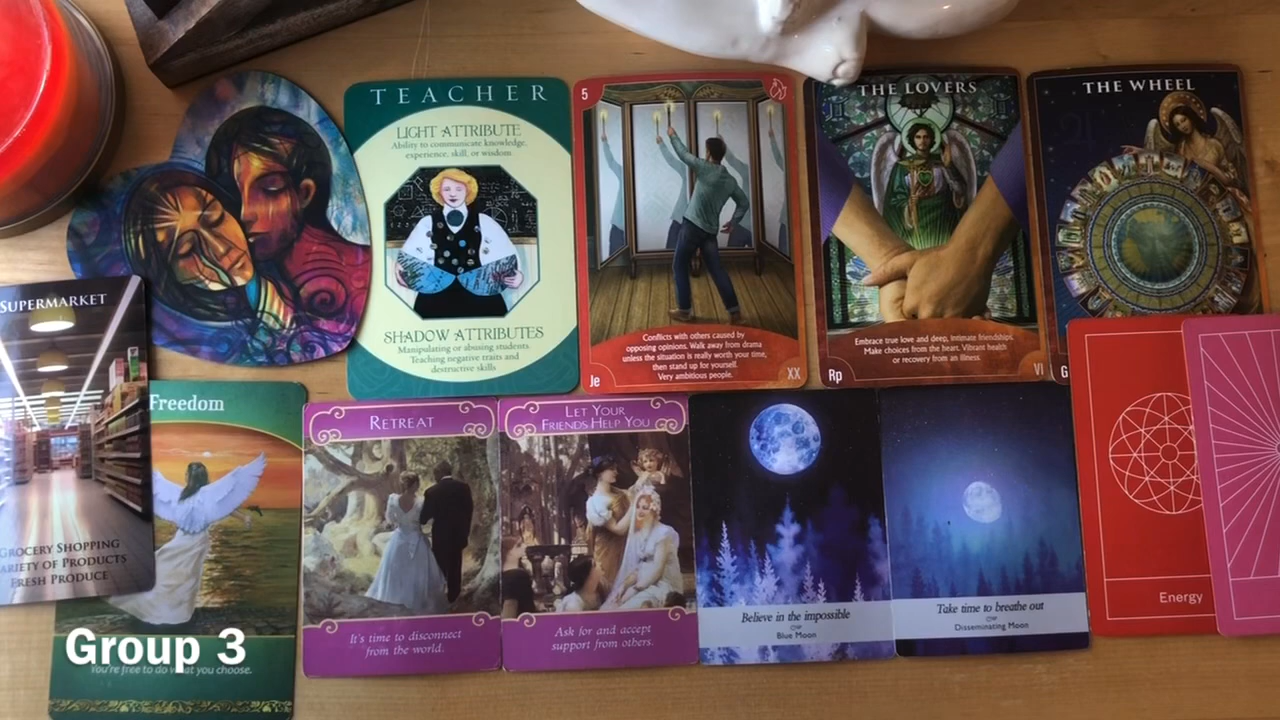 TEACHER
LIGHT ATTRIBUTE
Ability to communicate knowledge,
experience, skill, or wisdom
SHADOW ATTRIBUTES
Manipulating or abusing students
Teaching negative traits and
destructive skills
5
Conflicts with others caused by
opposing opinions. Walk away from drama
unless the situation is really worth your time,
then stand up for yourself.
Very ambitious people.
Je
XX
THE LOVERS
Embrace true love and deep, intimate friendships.
Make choices from the heart. Vibrant health
or recovery from an illness.
Rp
VI
THE WHEEL
G
SUPERMARKET
GROCERY SHOPPING
VARIETY OF PRODUCTS
FRESH PRODUCE
Freedom
You're free to do what you choose.
RETREAT
It's time to disconnect
from the world.
LET YOUR
FRIENDS HELP YOU
Ask for and accept
support from others.
Believe in the impossible
Blue Moon
Take time to breathe out
Disseminating Moon
Energy
Group 3